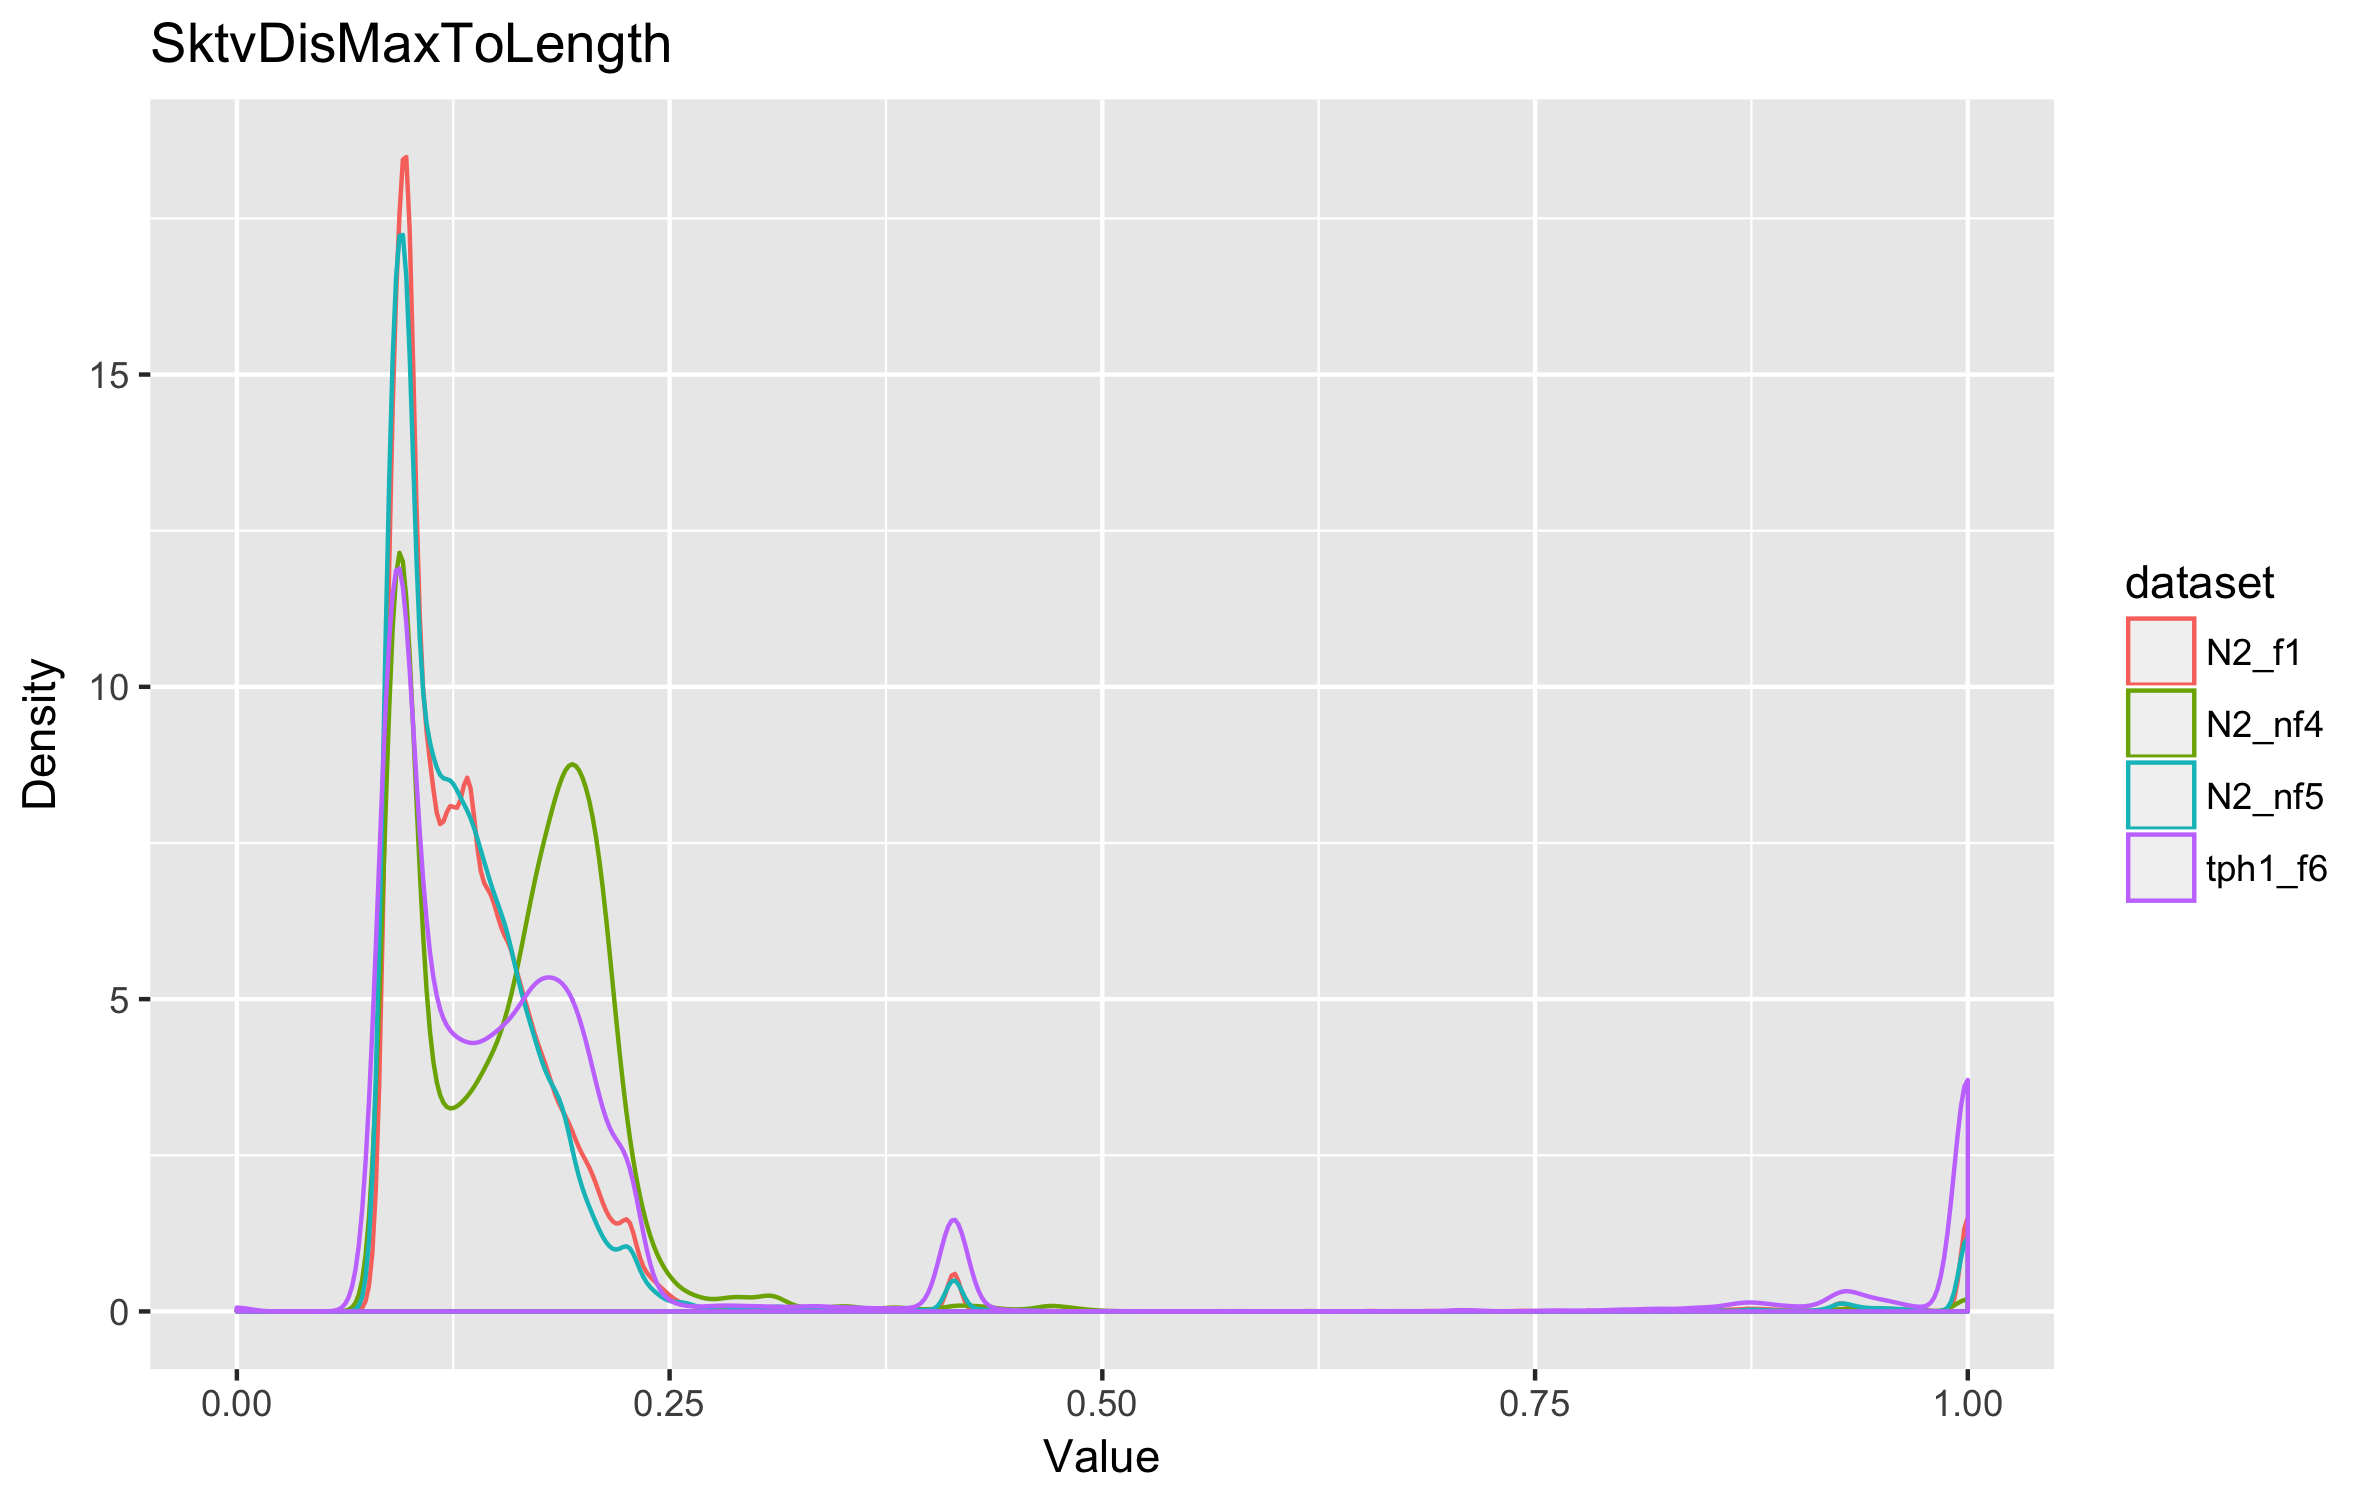 SktvDisMaxToLength
15
10
5
0
Density
0.00 0.25 0.50 0.75 1.00
Value
dataset
N2_f1
N2_nf4
N2_nf5
tph1_f6